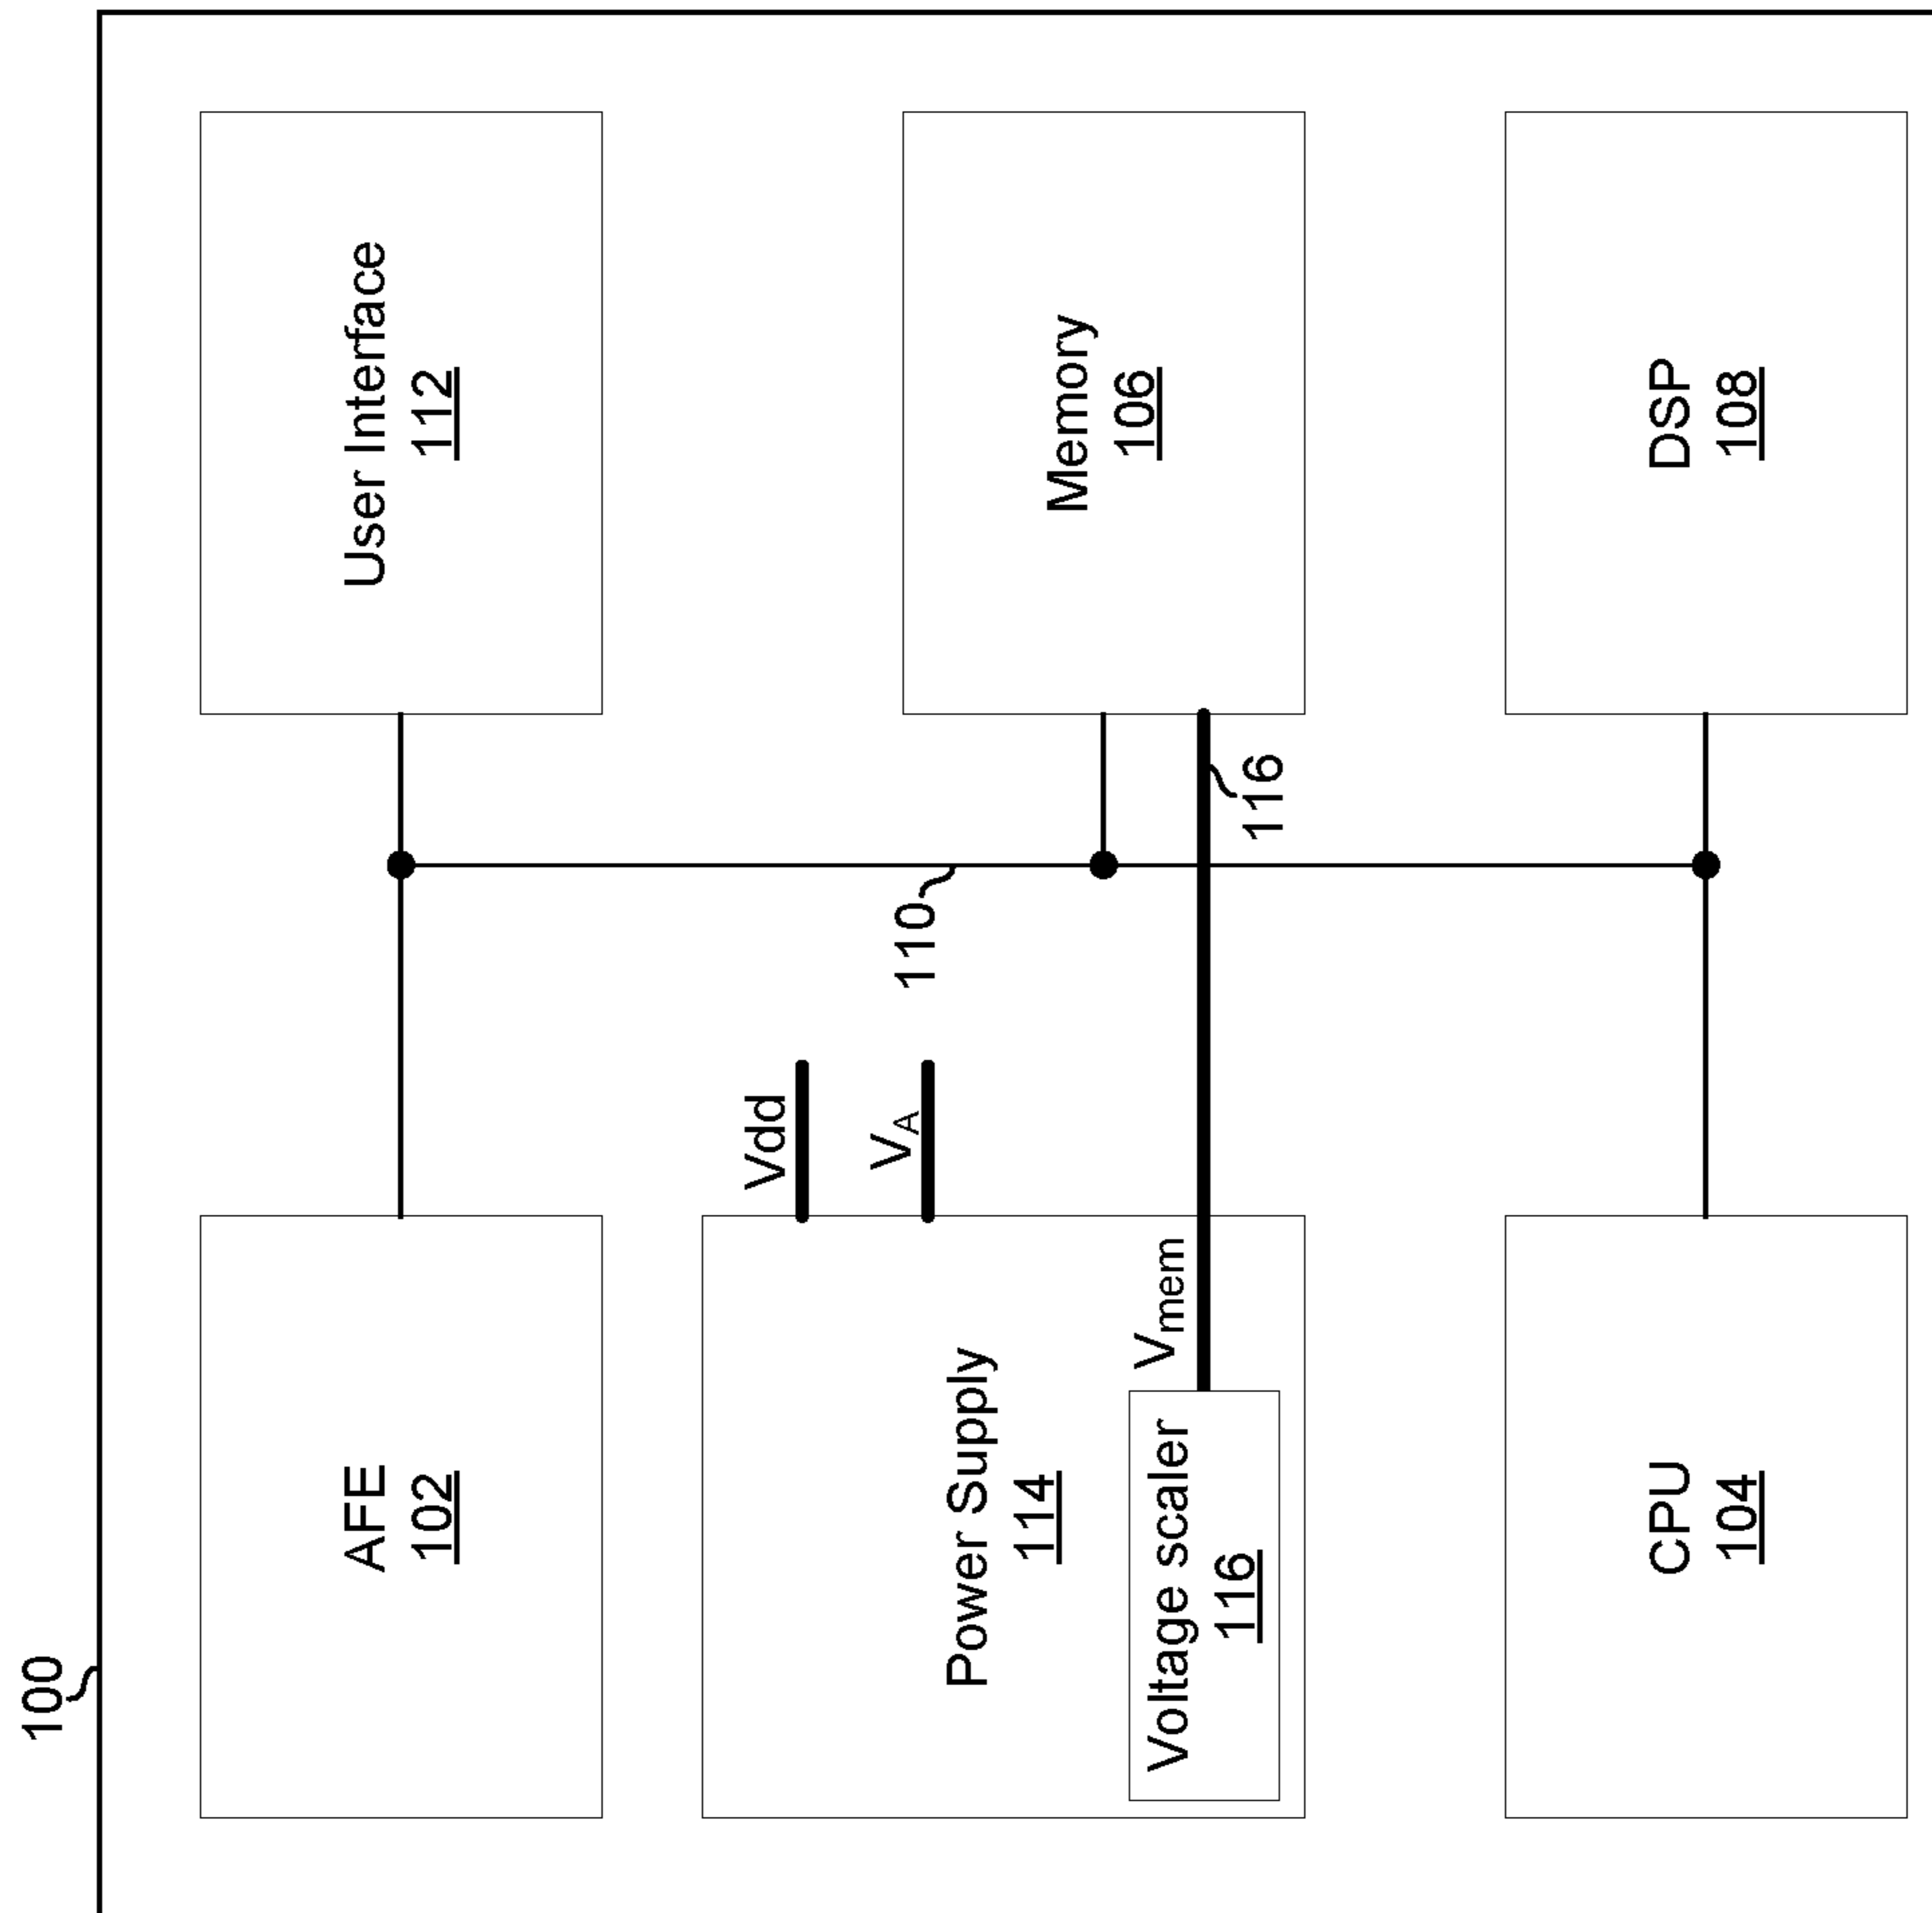 100
AFE
102
User Interface
112
Vdd
V_A
110
Power Supply
114
Memory
106
Vmem
Voltage scaler
116
116
CPU
104
DSP
108